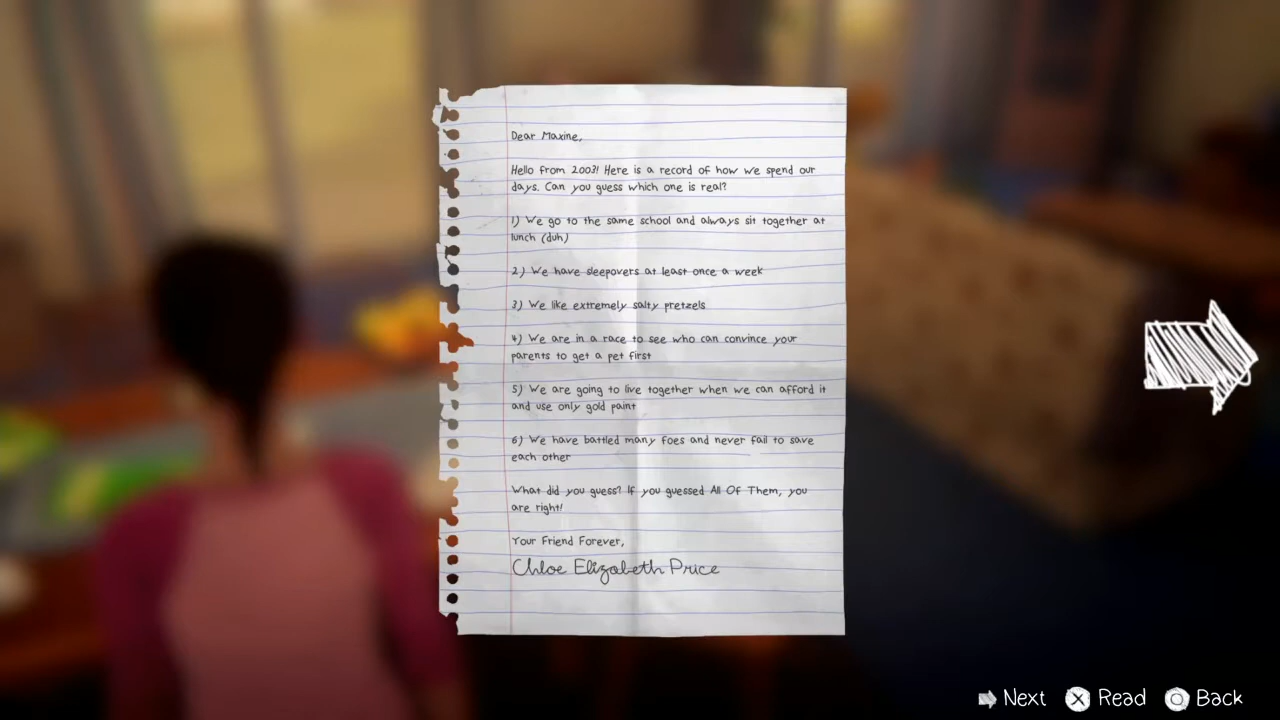 Dear Maxine,
Hello from 2003! Here is a record of how we spend our
days. Can you guess which one is real?
1) We go to the same school and always sit together at
lunch (duh)
2) We have sleepovers at least once a week
3) We like extremely salty pretzels
4) We are in a race to see who can convince your
parents to get a pet first
5) We are going to live together when we can afford it
and use only gold paint
6) We have battled many foes and never fail to save
each other
What did you guess? If you guessed All Of Them, you
are right!
Your Friend Forever,
Chloe Elizabeth Price
Next X Read Back